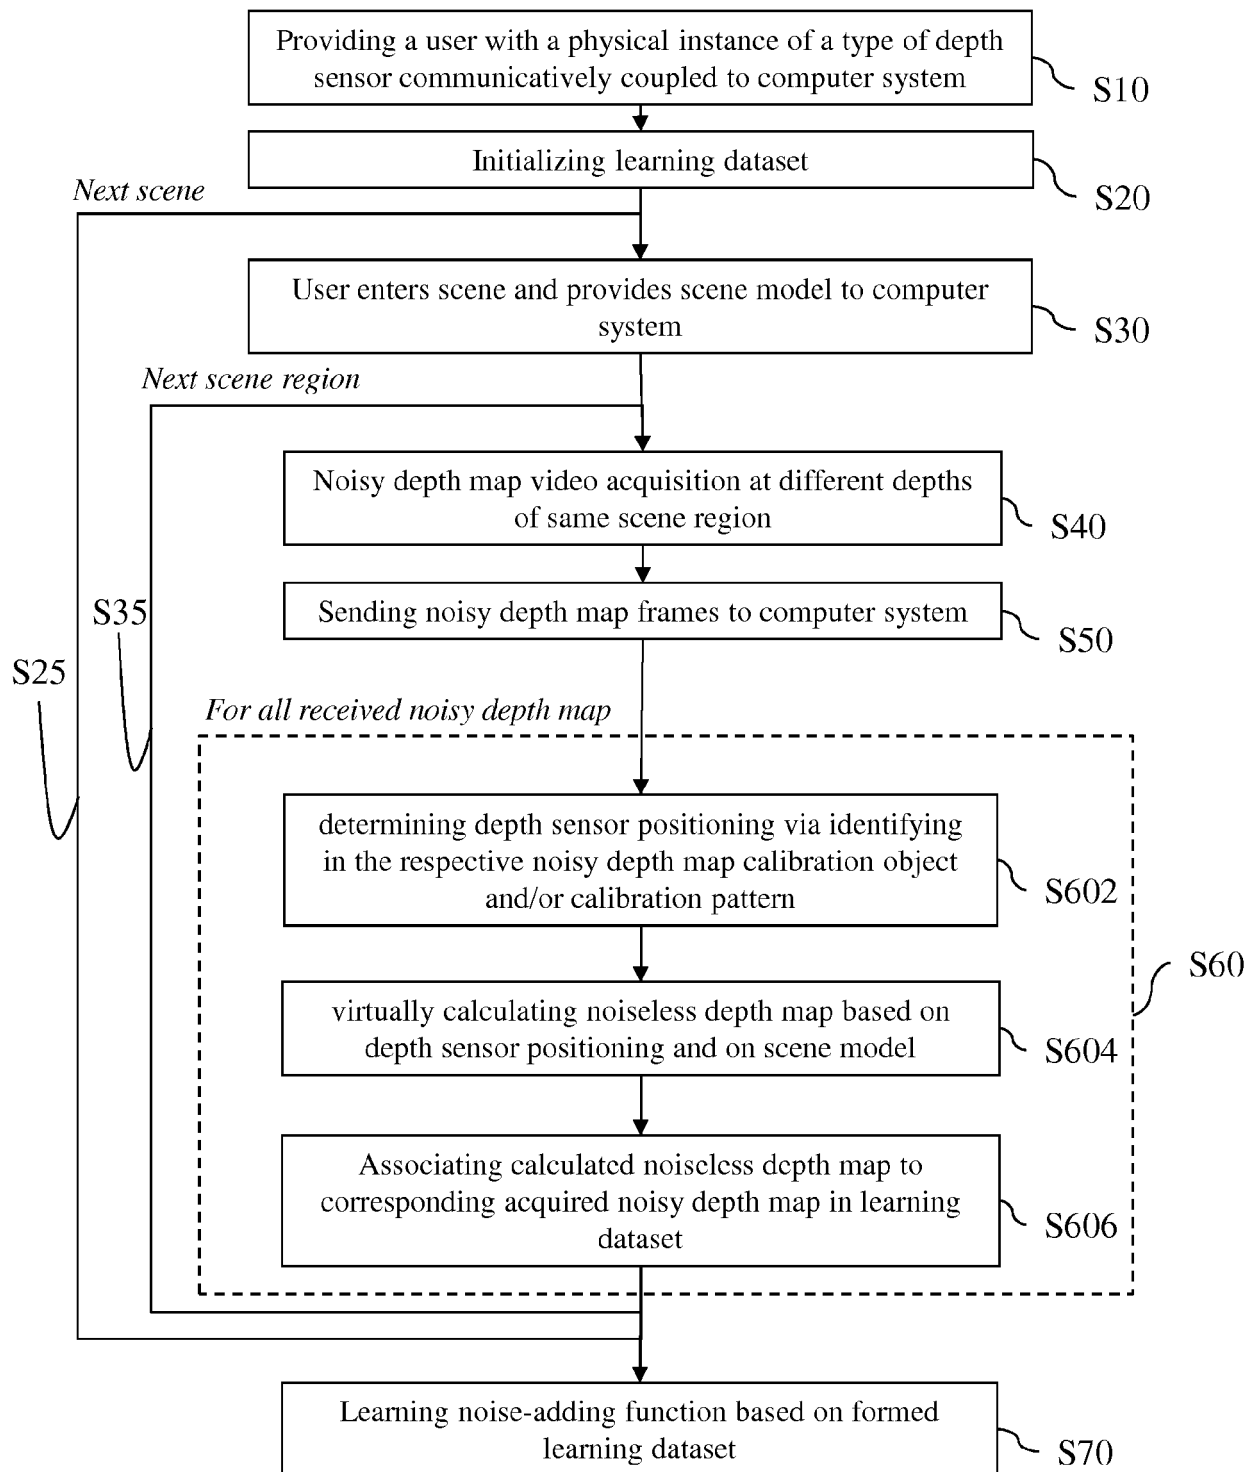 Providing a user with a physical instance of a type of depth
sensor communicatively coupled to computer system
S10
Initializing learning dataset
S20
Next scene
User enters scene and provides scene model to computer
system
S30
Next scene region
Noisy depth map video acquisition at different depths
of same scene region
S40
Sending noisy depth map frames to computer system
S50
S35
S25
For all received noisy depth map
determining depth sensor positioning via identifying
in the respective noisy depth map calibration object
and/or calibration pattern
S602
S60
virtually calculating noiseless depth map based on
depth sensor positioning and on scene model
S604
Associating calculated noiseless depth map to
corresponding acquired noisy depth map in learning
dataset
S606
Learning noise-adding function based on formed
learning dataset
S70